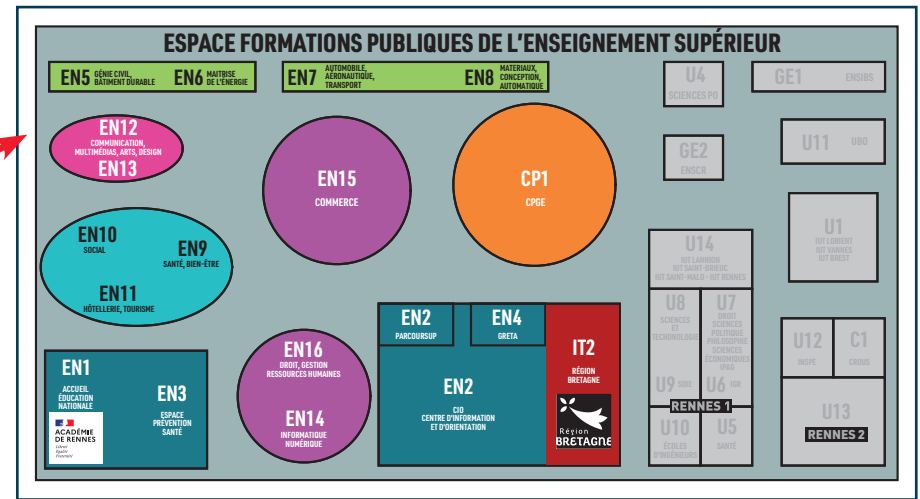 ESPACE FORMATIONS PUBLIQUES DE L'ENSEIGNEMENT SUPÉRIEUR
EN5 GÉNIE CIVIL,
BÂTIMENT DURABLE
EN6 MAITRISE
DE L'ÉNERGIE
EN7 AUTOMOBILE,
AÉRONAUTIQUE,
TRANSPORT
EN8 MATERIAUX,
CONCEPTION,
AUTOMATIQUE
U4
SCIENCES PO
GE1 ENSIBS
EN12
COMMUNICATION,
MULTIMÉDIAS, ARTS, DESIGN
EN13
EN15
COMMERCE
CP1
CPGE
GE2
ENSCR
U11 UBO
EN10
SOCIAL
EN9
SANTÉ, BIEN-ÊTRE
EN11
HÔTELLERIE, TOURISME
U1
IUT LORIENT
IUT VANNES
IUT BREST
U14
IUT LANNION
IUT SAINT-BRIEUC
IUT SAINT-MALO - IUT RENNES
U8
SCIENCES
ET
TECHNOLOGIE
U7
DROIT
SCIENCES
POLITIQUE
PHILOSOPHIE
SCIENCES
ÉCONOMIQUES
IPAG
U9 SUIO
U6 IGR
RENNES 1
U10
ÉCOLES
D'INGÉNIEURS
U5
SANTÉ
U12
INSPE
C1
CROUS
U13
RENNES 2
EN1
ACCUEIL
ÉDUCATION
NATIONALE
ACADÉMIE
DE RENNES
Liberté
Égalité
Fraternité
EN3
ESPACE
PRÉVENTION
SANTÉ
EN16
DROIT, GESTION
RESSOURCES HUMAINES
EN14
INFORMATIQUE
NUMÉRIQUE
EN2
PARCOURSUP
EN4
GRETA
EN2
CIO
CENTRE D'INFORMATION
ET D'ORIENTATION
IT2
RÉGION
BRETAGNE
Région
BRETAGNE